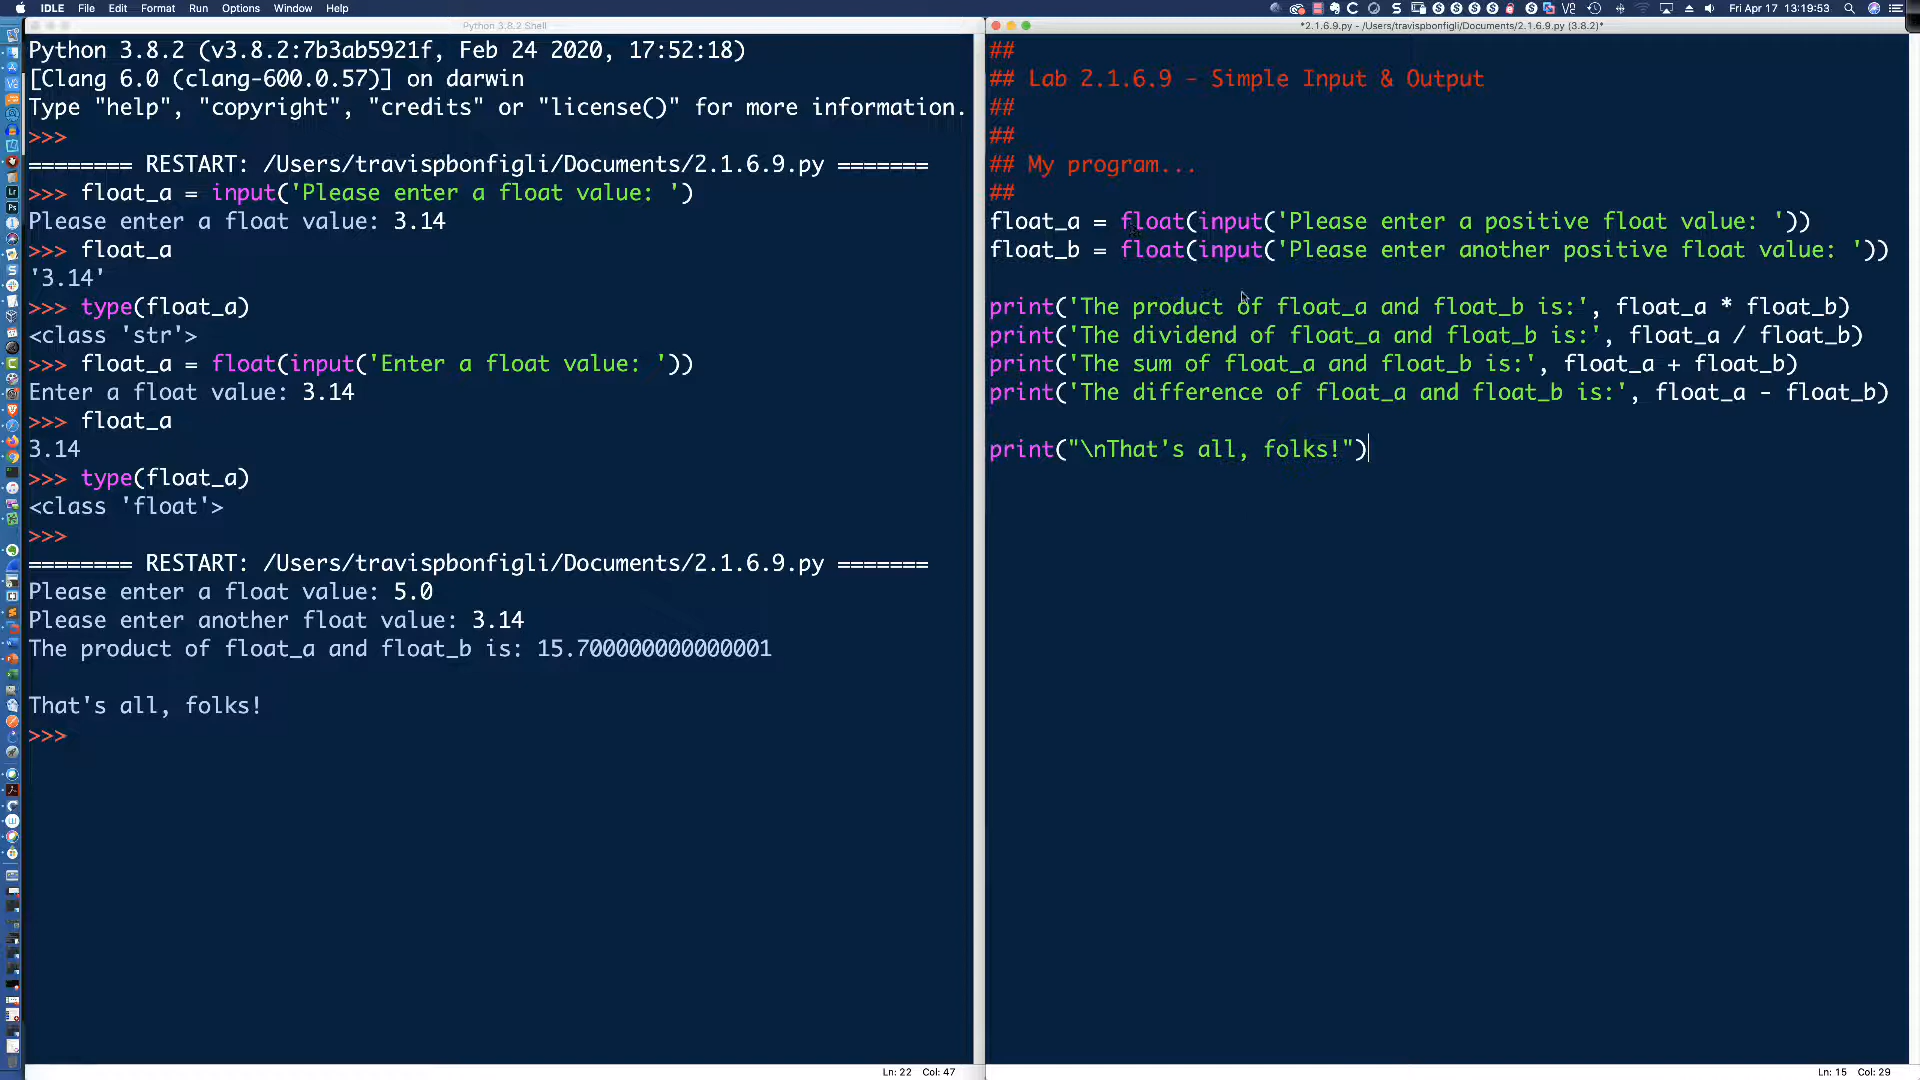 IDLE File Edit Format Run Options Window Help
Fri Apr 17 13:19:53
Python 3.8.2 Shell
Python 3.8.2 (v3.8.2:7b3ab5921f, Feb 24 2020, 17:52:18)
[Clang 6.0 (clang-600.0.57)] on darwin
Type "help", "copyright", "credits" or "license()" for more information.
>>>
======== RESTART: /Users/travispbonfigli/Documents/2.1.6.9.py =======
>>> float_a = input('Please enter a float value: ')
Please enter a float value: 3.14
>>> float_a
'3.14'
>>> type(float_a)
<class 'str'>
>>> float_a = float(input('Enter a float value: '))
Enter a float value: 3.14
>>> float_a
3.14
>>> type(float_a)
<class 'float'>
>>>
======== RESTART: /Users/travispbonfigli/Documents/2.1.6.9.py =======
Please enter a float value: 5.0
Please enter another float value: 3.14
The product of float_a and float_b is: 15.700000000000001
That's all, folks!
>>>
Ln: 22 Col: 47
*2.1.6.9.py - /Users/travispbonfigli/Documents/2.1.6.9.py (3.8.2)*
##
## Lab 2.1.6.9 - Simple Input & Output
##
##
## My program...
##
float_a = float(input('Please enter a positive float value: '))
float_b = float(input('Please enter another positive float value: '))
print('The product of float_a and float_b is:', float_a * float_b)
print('The dividend of float_a and float_b is:', float_a / float_b)
print('The sum of float_a and float_b is:', float_a + float_b)
print('The difference of float_a and float_b is:', float_a - float_b)
print("\nThat's all, folks!")
Ln: 15 Col: 29